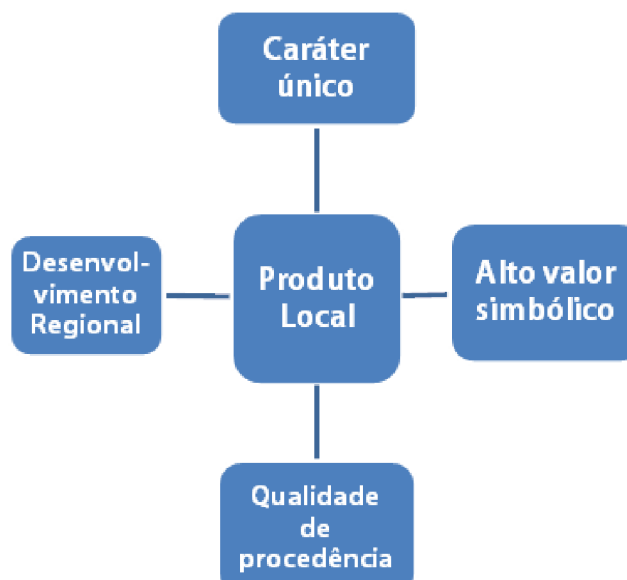 Caráter
único
Desenvol-
vimento
Regional
Produto
Local
Alto valor
simbólico
Qualidade
de
procedência